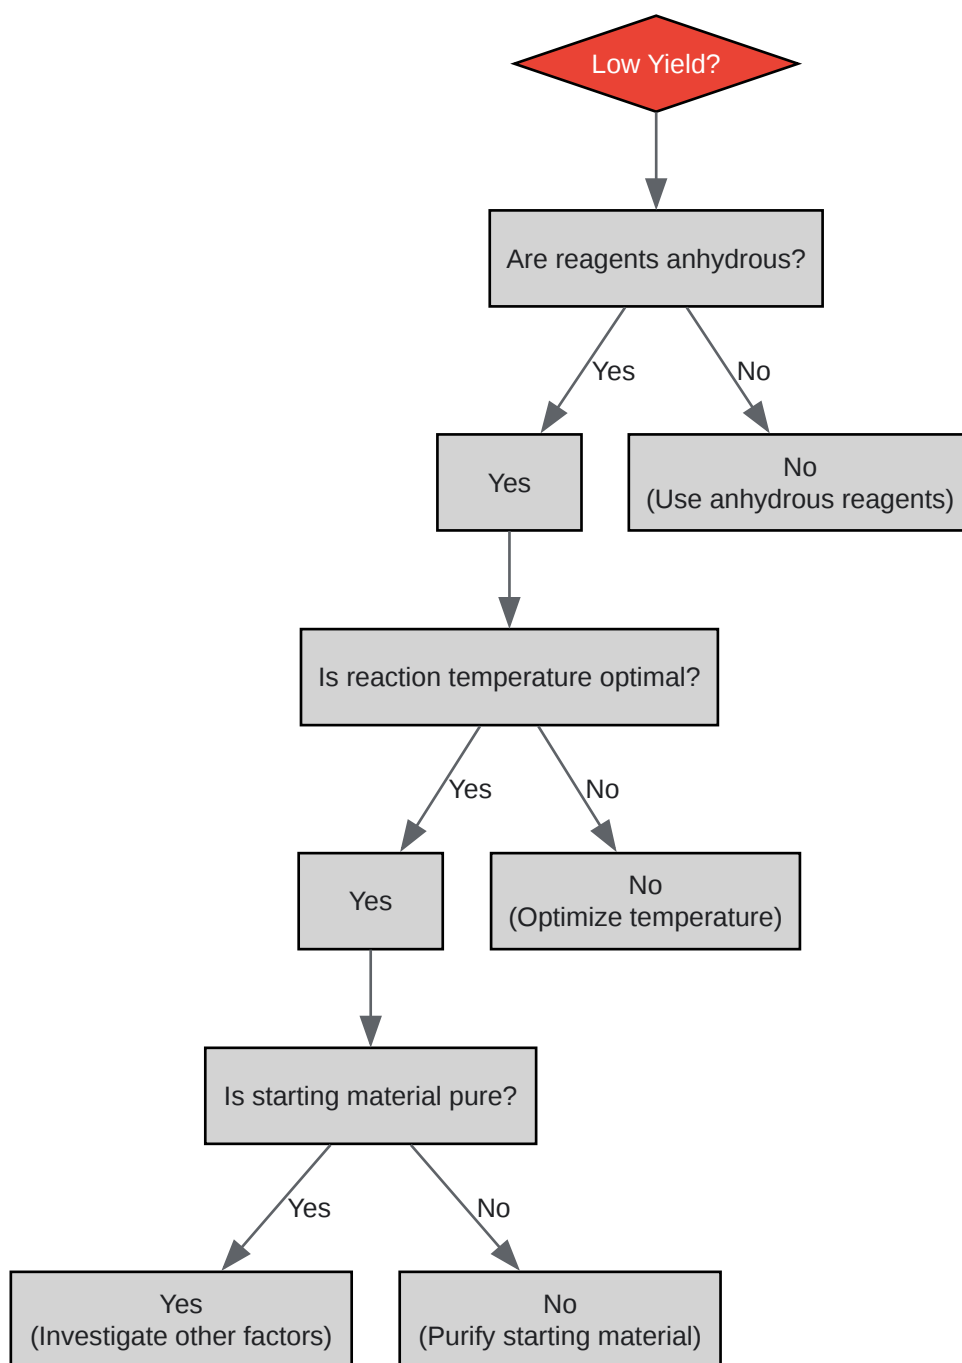 Low Yield?
Are reagents anhydrous?
Yes
No
Yes
No
(Use anhydrous reagents)
Is reaction temperature optimal?
Yes
No
Yes
No
(Optimize temperature)
Is starting material pure?
Yes
No
Yes
(Investigate other factors)
No
(Purify starting material)